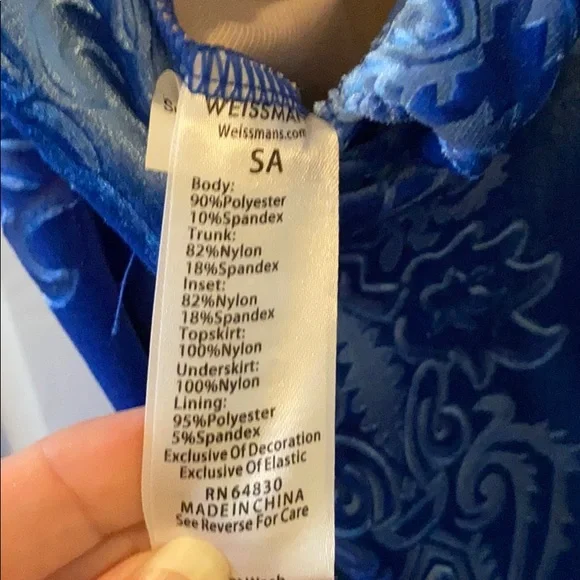 WEISSMAN
Weissmans.com
SA
Body:
90%Polyester
10%Spandex
Trunk:
82%Nylon
18%Spandex
Inset:
82%Nylon
18%Spandex
Topskirt:
100%Nylon
Underskirt:
100%Nylon
Lining:
95%Polyester
5%Spandex
Exclusive Of Decoration
Exclusive Of Elastic
RN 64830
MADE IN CHINA
See Reverse For Care